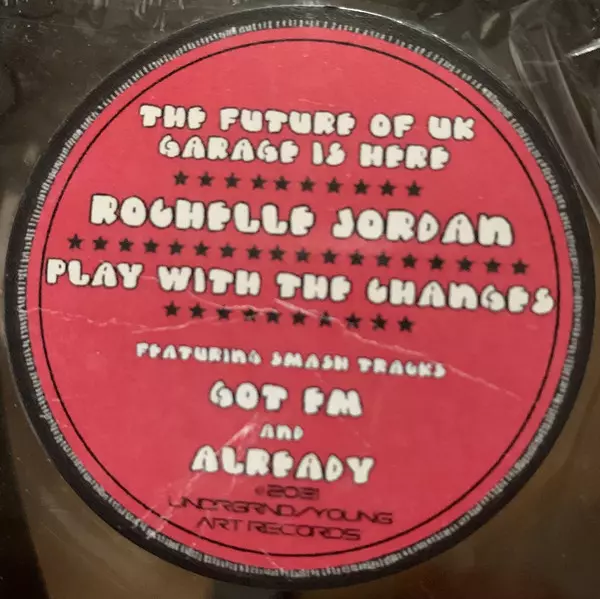 THE FUTURE OF UK
GARAGE IS HERE
ROCHELLE JORDAN
PLAY WITH THE CHANGES
FEATURING SMASH TRACKS
GOT EM
AND
ALREADY
©2021
UNDERGRND/YOUNG
ART RECORDS